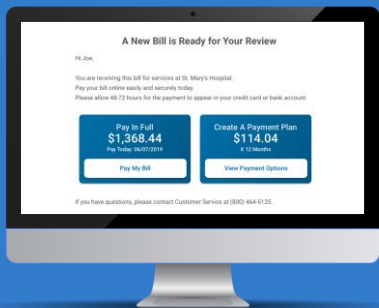 A New Bill is Ready for Your Review
Hi Joe,
You are receiving this bill for services at St. Mary's Hospital.
Pay your bill online easily and securely today.
Please allow 48-72 hours for the payment to appear in your credit card or bank account.
Pay In Full
$1,368.44
Pay Today: 06/07/2019
Pay My Bill
Create A Payment Plan
$114.04
X 12 Months
View Payment Options
If you have questions, please contact Customer Service at (800) 464-5125.